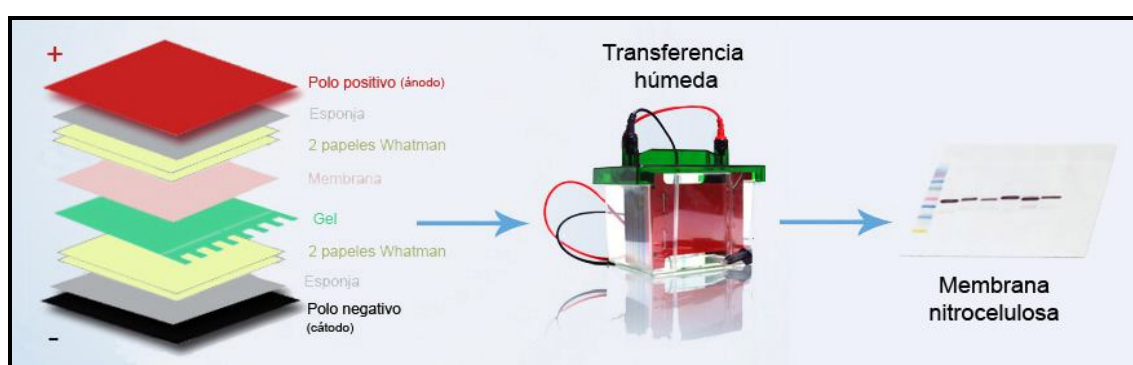 +
Polo positivo (ánodo)
Esponja
2 papeles Whatman
Membrana
Gel
2 papeles Whatman
Esponja
Polo negativo
(cátodo)
-
Transferencia
húmeda
Membrana
nitrocelulosa